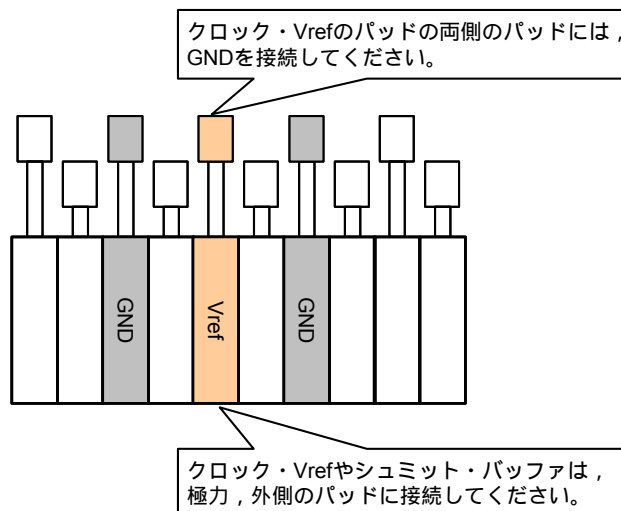 クロック・Vrefのパッドの両側のパッドには，
GNDを接続してください。
GND
Vref
GND
クロック・Vrefやシュミット・バッファは，
極力，外側のパッドに接続してください。